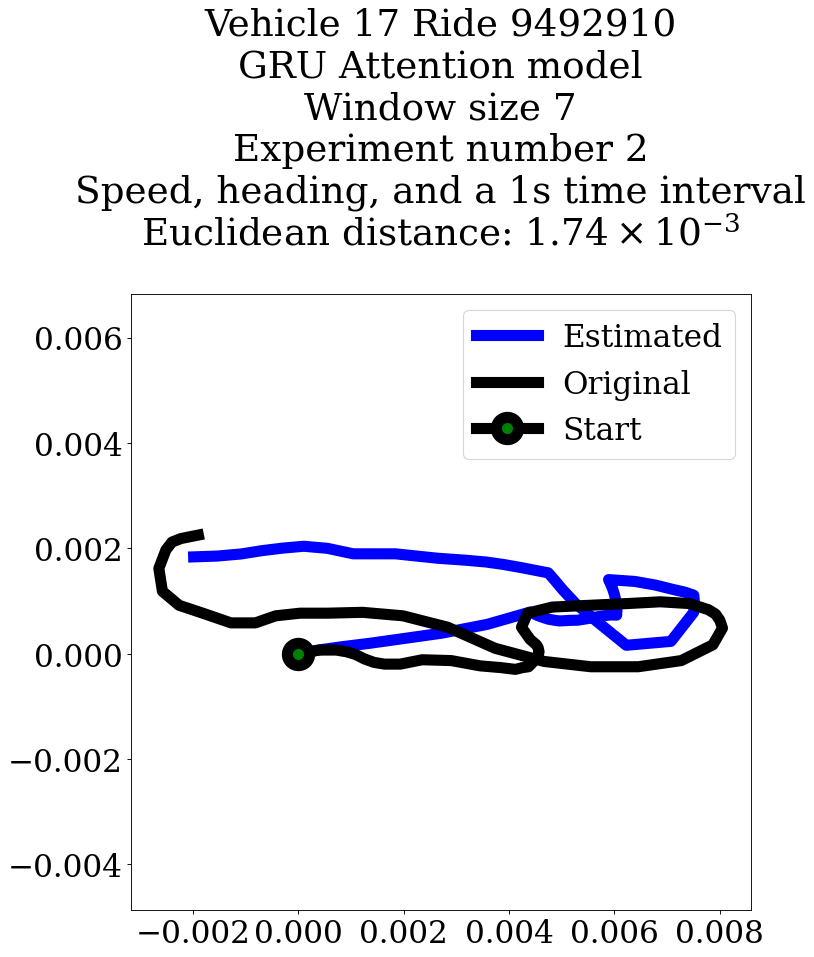 Vehicle 17 Ride 9492910
GRU Attention model
Window size 7
Experiment number 2
Speed, heading, and a 1s time interval
Euclidean distance: 1.74 × 10⁻³
Estimated
Original
Start
0.006
0.004
0.002
0.000
−0.002
−0.004
−0.002 0.000 0.002 0.004 0.006 0.008